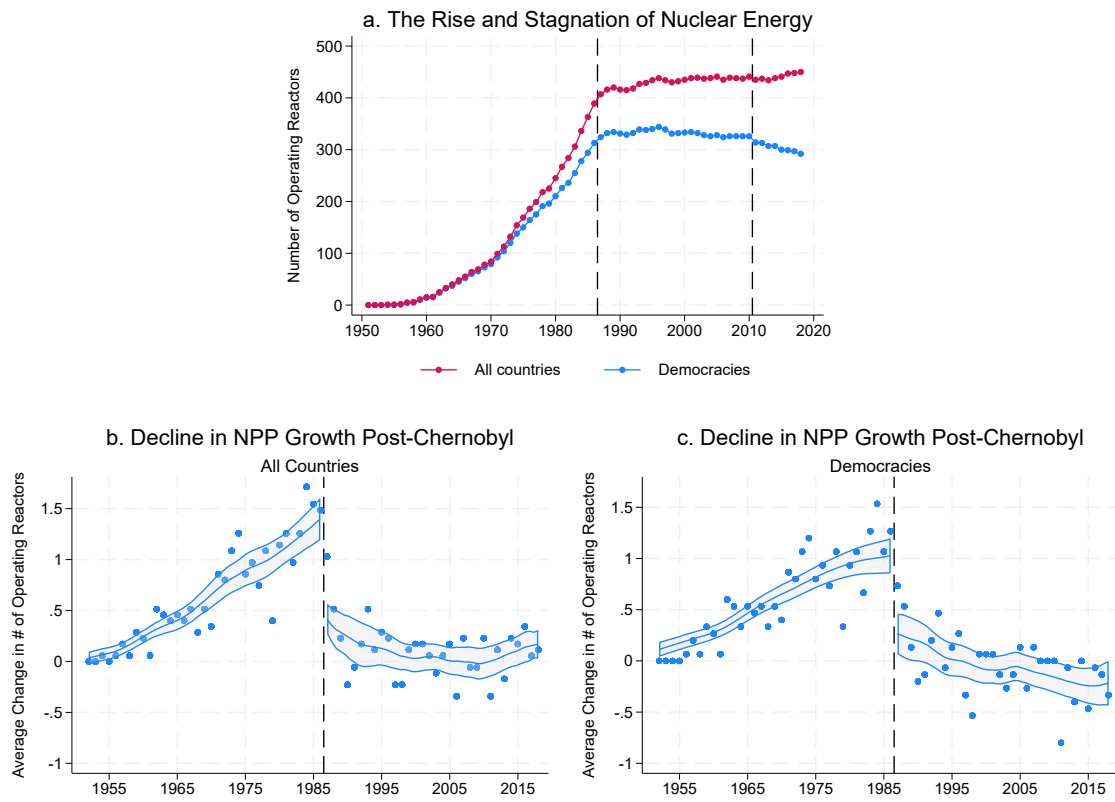 a. The Rise and Stagnation of Nuclear Energy
Number of Operating Reactors
500
400
300
200
100
0
1950 1960 1970 1980 1990 2000 2010 2020
All countries Democracies
b. Decline in NPP Growth Post-Chernobyl
All Countries
Average Change in # of Operating Reactors
1.5
1
.5
0
-.5
-1
1955 1965 1975 1985 1995 2005 2015
c. Decline in NPP Growth Post-Chernobyl
Democracies
Average Change in # of Operating Reactors
1.5
1
.5
0
-.5
-1
1955 1965 1975 1985 1995 2005 2015